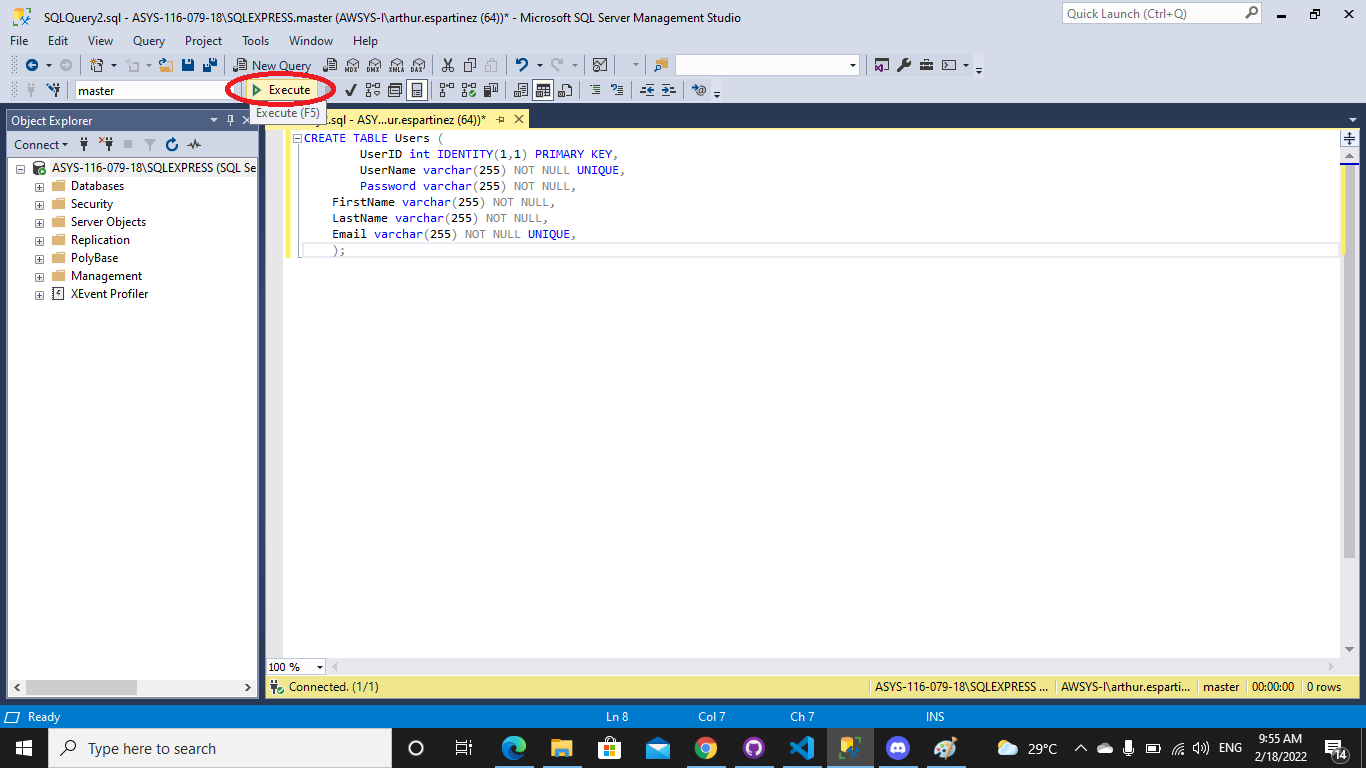 SQLQuery2.sql - ASYS-116-079-18\SQLEXPRESS.master (AWSYS-I\arthur.espartinez (64))* - Microsoft SQL Server Management Studio
Quick Launch (Ctrl+Q)
File Edit View Query Project Tools Window Help
New Query MDX DMX XMLA DAX
master Execute
Execute (F5)
Object Explorer
.sql - ASY...ur.espartinez (64))*
Connect
ASYS-116-079-18\SQLEXPRESS (SQL Se
Databases
Security
Server Objects
Replication
PolyBase
Management
XEvent Profiler
CREATE TABLE Users (
UserID int IDENTITY(1,1) PRIMARY KEY,
UserName varchar(255) NOT NULL UNIQUE,
Password varchar(255) NOT NULL,
FirstName varchar(255) NOT NULL,
LastName varchar(255) NOT NULL,
Email varchar(255) NOT NULL UNIQUE,
);
100 %
Connected. (1/1) ASYS-116-079-18\SQLEXPRESS ... AWSYS-I\arthur.esparti... master 00:00:00 0 rows
Ready Ln 8 Col 7 Ch 7 INS
Type here to search
29°C ENG
9:55 AM
2/18/2022
14